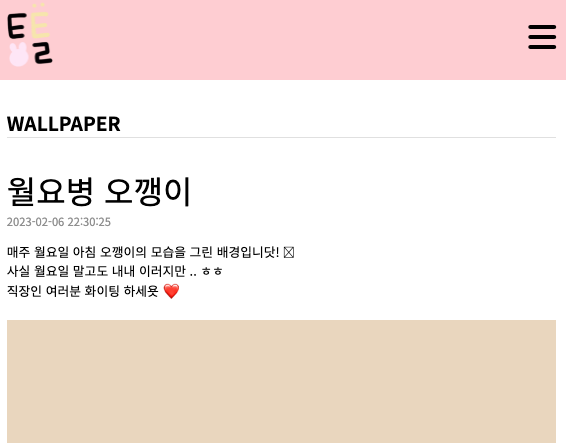 WALLPAPER
월요병 오깽이
2023-02-06 22:30:25
매주 월요일 아침 오깽이의 모습을 그린 배경입니닷!
사실 월요일 말고도 내내 이러지만 .. ㅎㅎ
직장인 여러분 화이팅 하세욧 ❤️